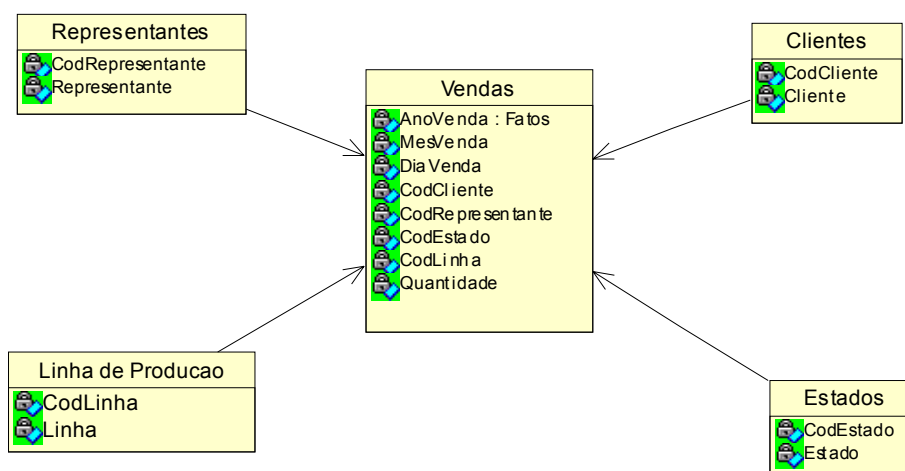 Representantes
CodRepresentante
Representante
Clientes
CodCliente
Cliente
Vendas
AnoVenda : Fatos
MesVenda
DiaVenda
CodCliente
CodRepresentante
CodEstado
CodLinha
Quantidade
Linha de Producao
CodLinha
Linha
Estados
CodEstado
Estado